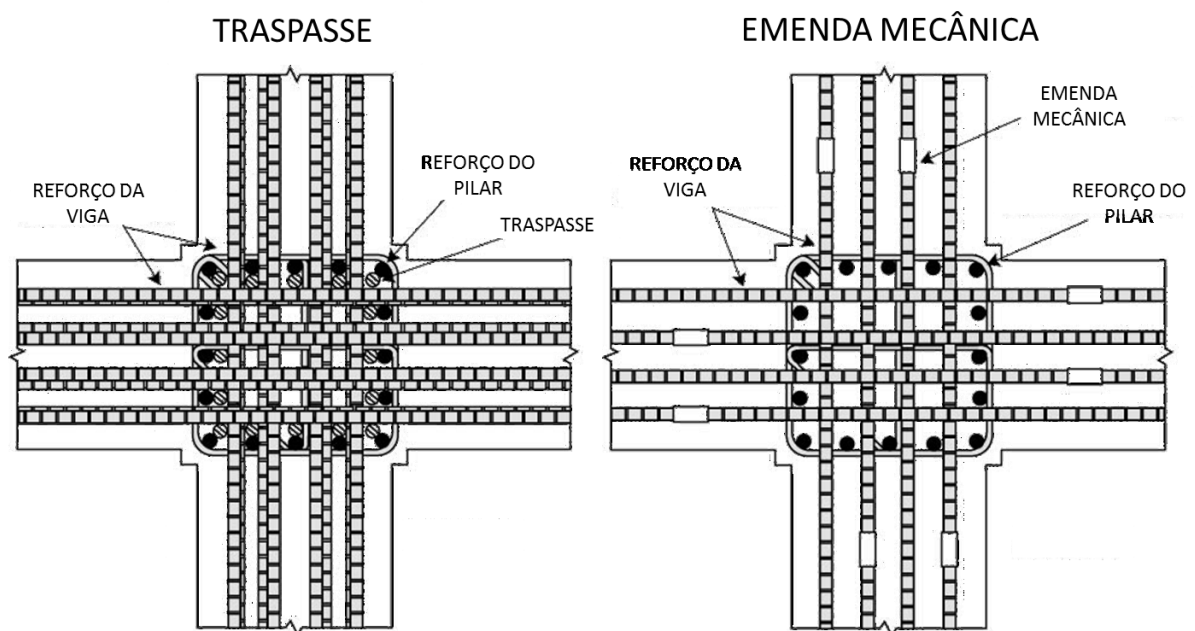 TRASPASSE
REFORÇO DA
VIGA
REFORÇO DO
PILAR
TRASPASSE
EMENDA MECÂNICA
EMENDA
MECÂNICA
REFORÇO DA
VIGA
REFORÇO DO
PILAR